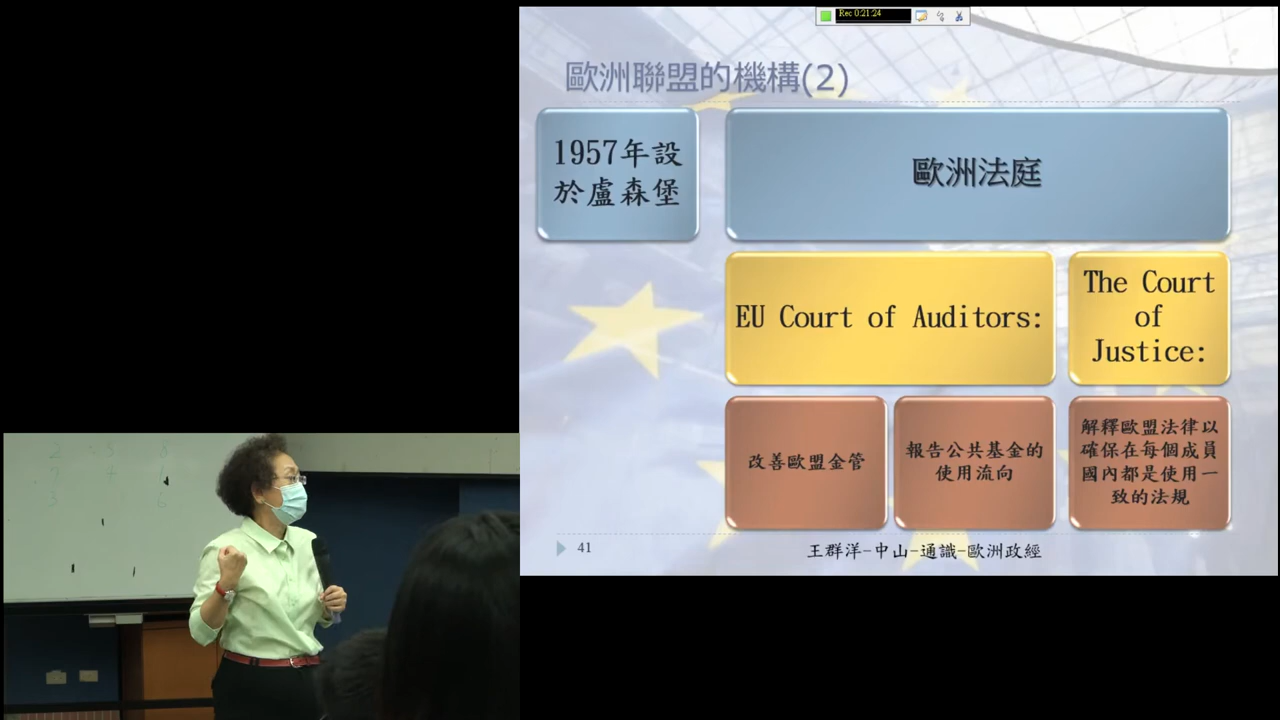 Rec 0:21:24
歐洲聯盟的機構(2)
1957年設
於盧森堡
歐洲法庭
EU Court of Auditors:
The Court
of
Justice:
改善歐盟金管
報告公共基金的
使用流向
解釋歐盟法律以
確保在每個成員
國內都是使用一
致的法規
41
王群洋-中山-通識-歐洲政經